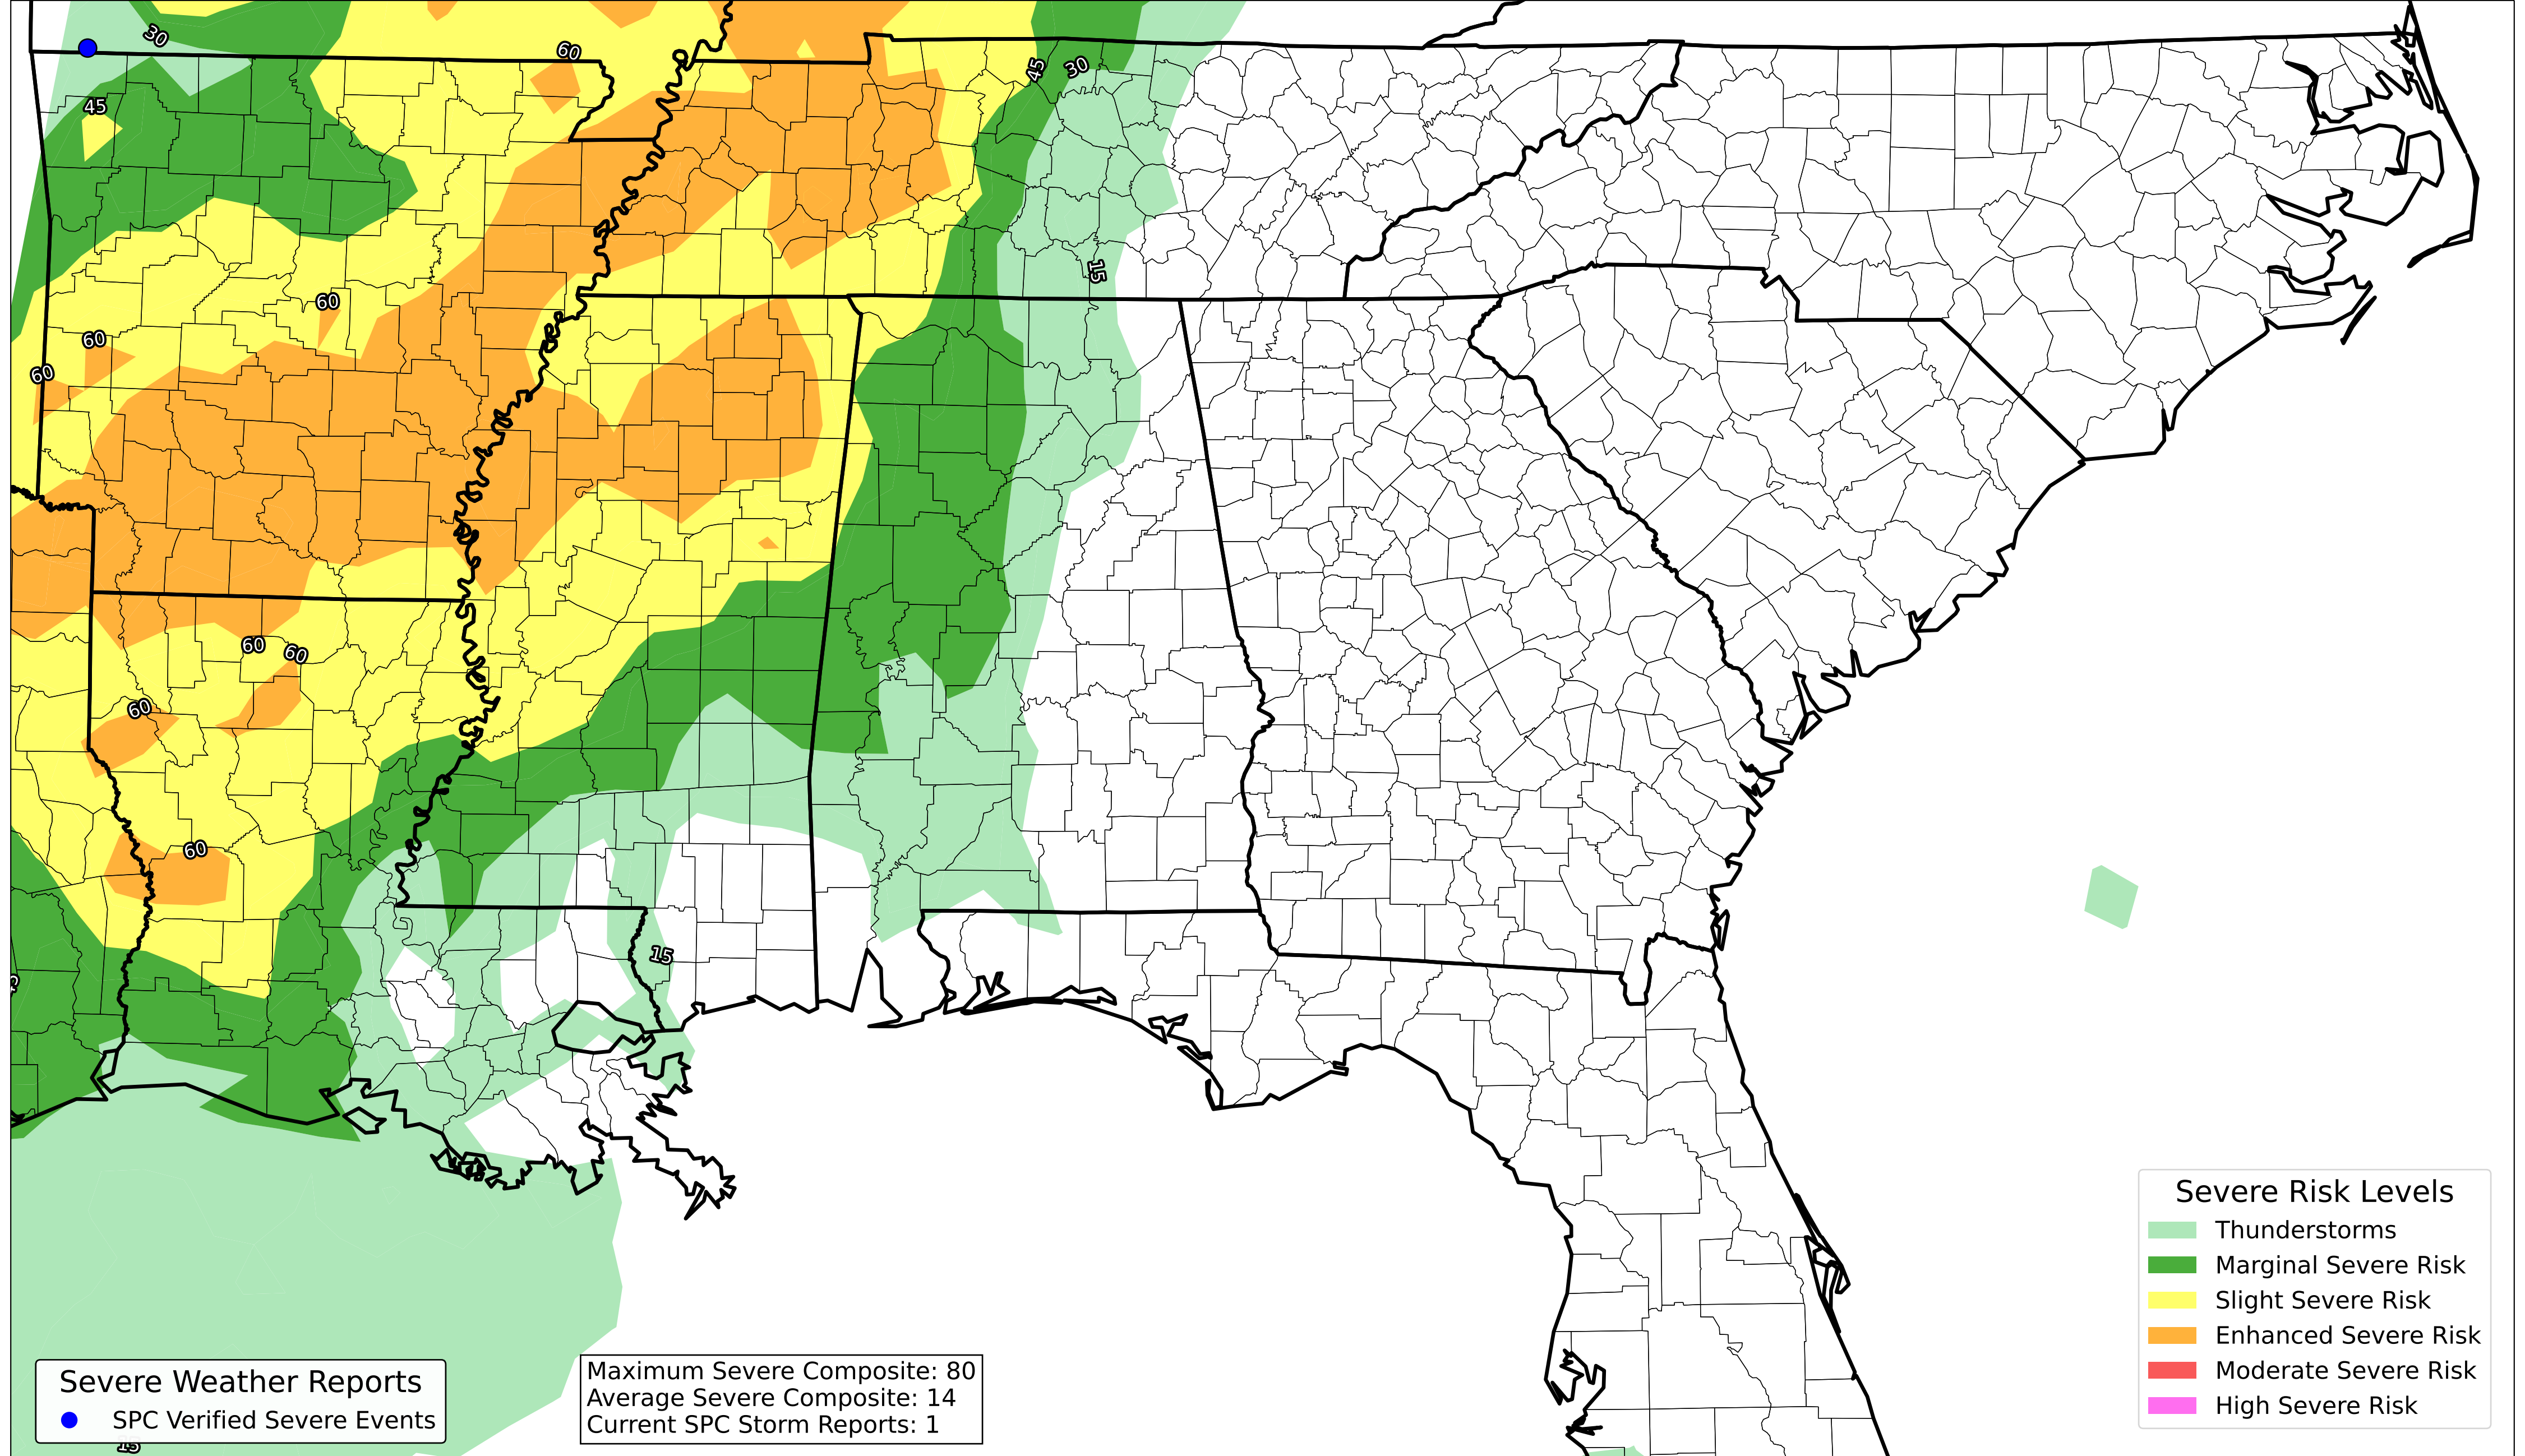 30
60
45
30
45
15
60
60
60
60
60
60
60
15
15
Severe Risk Levels
Thunderstorms
Marginal Severe Risk
Slight Severe Risk
Enhanced Severe Risk
Moderate Severe Risk
High Severe Risk
Severe Weather Reports
SPC Verified Severe Events
Maximum Severe Composite: 80
Average Severe Composite: 14
Current SPC Storm Reports: 1